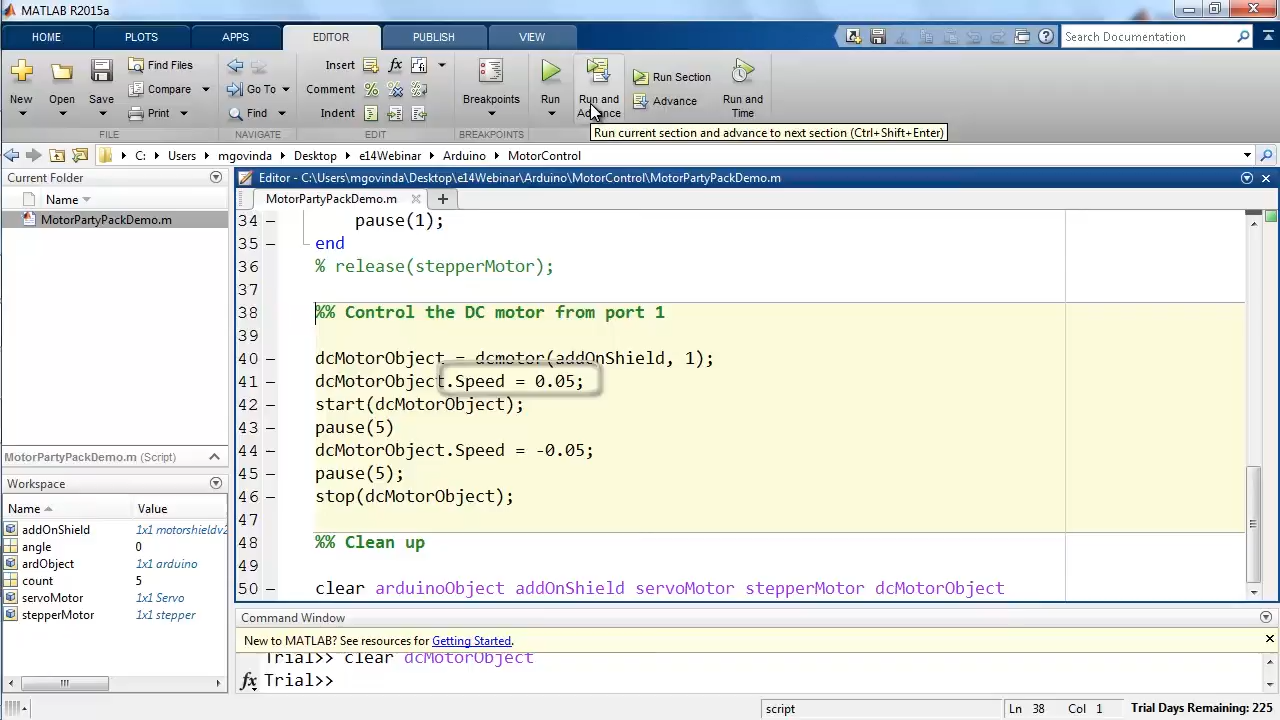 MATLAB R2015a
HOME PLOTS APPS EDITOR PUBLISH VIEW Search Documentation
New Open Save Find Files Compare Print Insert Comment Indent Go To Find Breakpoints Run Run and Advance Run Section Advance Run and Time
FILE NAVIGATE EDIT BREAKPOINTS
Run current section and advance to next section (Ctrl+Shift+Enter)
C: Users mgovinda Desktop e14Webinar Arduino MotorControl
Current Folder
Name
MotorPartyPackDemo.m
MotorPartyPackDemo.m (Script)
Workspace
Name Value
addOnShield 1x1 motorshieldv2
angle 0
ardObject 1x1 arduino
count 5
servoMotor 1x1 Servo
stepperMotor 1x1 stepper
Editor - C:\Users\mgovinda\Desktop\e14Webinar\Arduino\MotorControl\MotorPartyPackDemo.m
MotorPartyPackDemo.m
34 pause(1);
35 end
36 % release(stepperMotor);
37
38 %% Control the DC motor from port 1
39
40 dcMotorObject = dcmotor(addOnShield, 1);
41 dcMotorObject.Speed = 0.05;
42 start(dcMotorObject);
43 pause(5)
44 dcMotorObject.Speed = -0.05;
45 pause(5);
46 stop(dcMotorObject);
47
48 %% Clean up
49
50 clear arduinoObject addOnShield servoMotor stepperMotor dcMotorObject
Command Window
New to MATLAB? See resources for Getting Started.
Trial>> clear dcMotorObject
fx Trial>>
script Ln 38 Col 1 Trial Days Remaining: 225